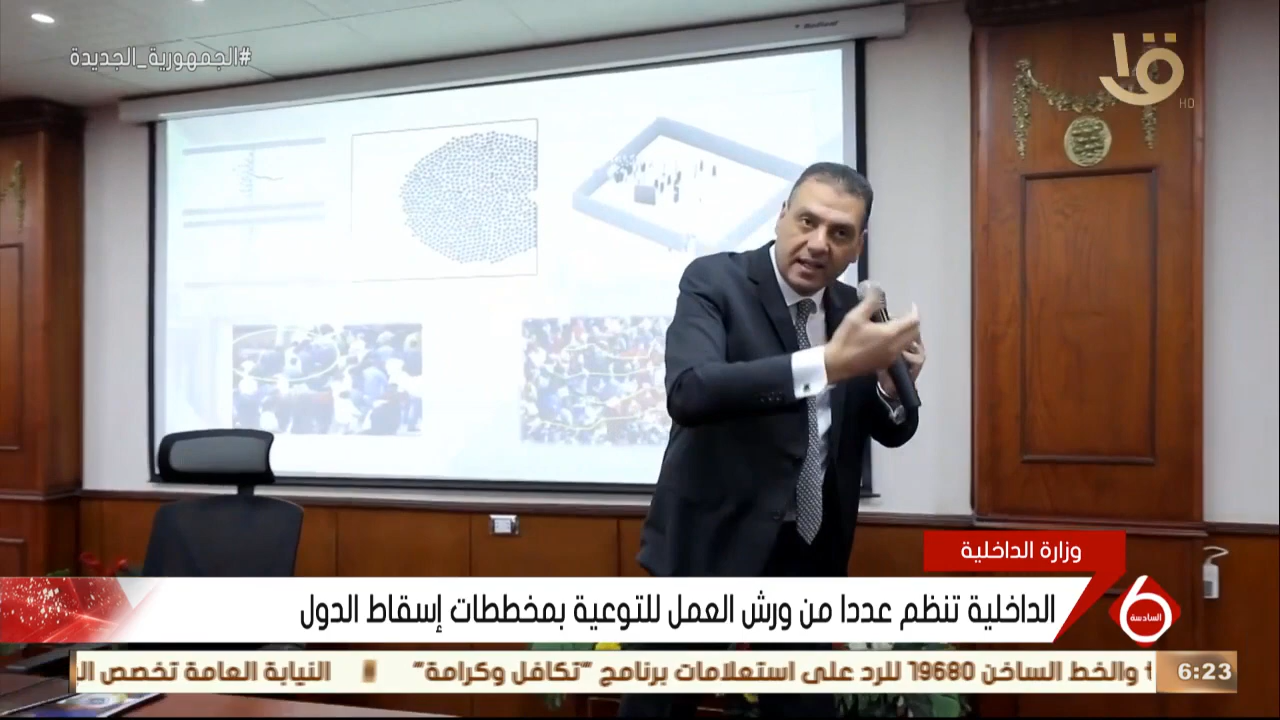 #الجمهورية_الجديدة
HD
وزارة الداخلية
الداخلية تنظم عددا من ورش العمل للتوعية بمخططات إسقاط الدول
السادسة
6:23
والخط الساخن 19680 للرد على استعلامات برنامج "تكافل وكرامة" النيابة العامة تخصص